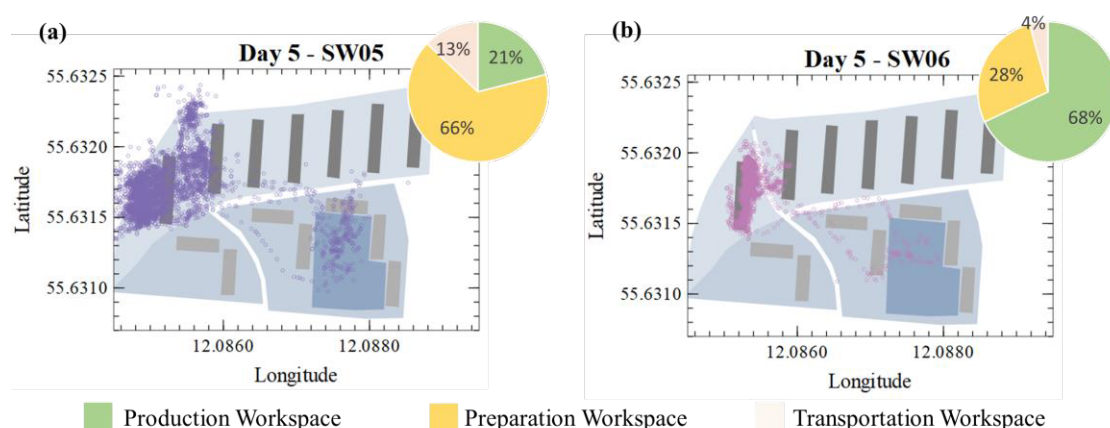 (a)
Day 5 - SW05
13%
21%
66%
55.6325
55.6320
55.6315
55.6310
Latitude
12.0860
12.0880
Longitude
(b)
Day 5 - SW06
4%
28%
68%
55.6325
55.6320
55.6315
55.6310
Latitude
12.0860
12.0880
Longitude
Production Workspace
Preparation Workspace
Transportation Workspace